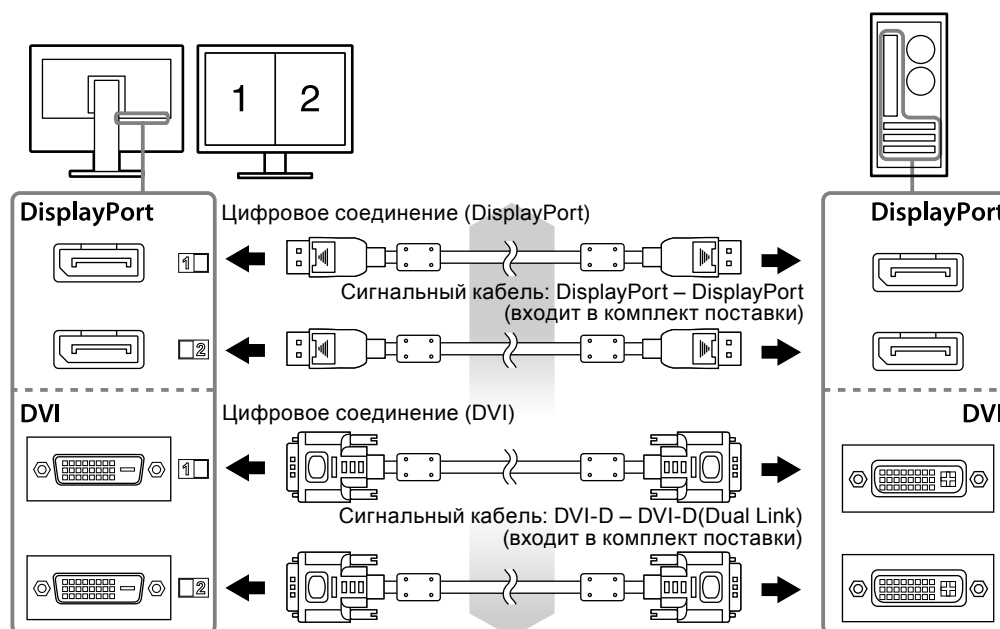 1 2
DisplayPort
Цифровое соединение (DisplayPort)
DisplayPort
1
Сигнальный кабель: DisplayPort – DisplayPort
(входит в комплект поставки)
2
DVI
Цифровое соединение (DVI)
DVI
1
Сигнальный кабель: DVI-D – DVI-D(Dual Link)
(входит в комплект поставки)
2